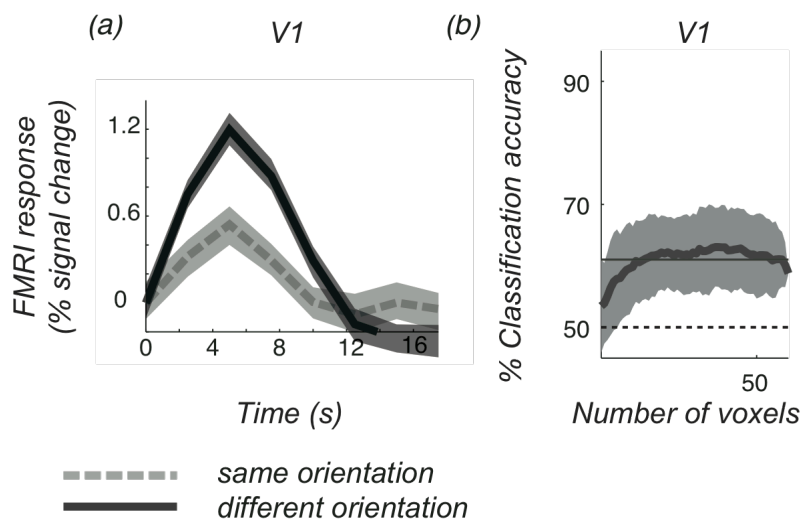 (a)
V1
FMRI response
(% signal change)
1.2
0.6
0
0 4 8 12 16
Time (s)
(b)
V1
% Classification accuracy
90
70
50
50
Number of voxels
same orientation
different orientation